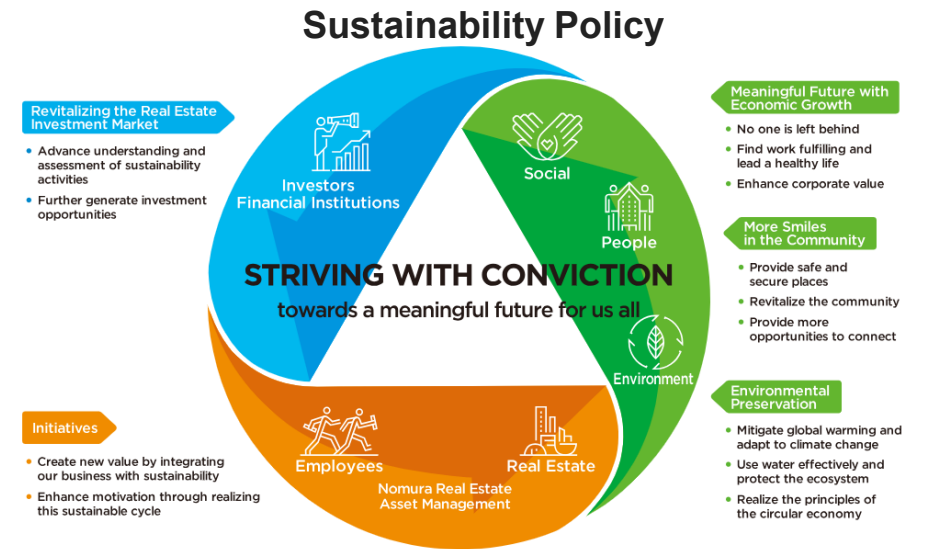 Sustainability Policy
Revitalizing the Real Estate
Investment Market
• Advance understanding and
assessment of sustainability
activities
• Further generate investment
opportunities
Investors
Financial Institutions
Social
People
Environment
STRIVING WITH CONVICTION
towards a meaningful future for us all
Meaningful Future with
Economic Growth
• No one is left behind
• Find work fulfilling and
lead a healthy life
• Enhance corporate value
More Smiles
in the Community
• Provide safe and
secure places
• Revitalize the community
• Provide more
opportunities to connect
Environmental
Preservation
• Mitigate global warming and
adapt to climate change
• Use water effectively and
protect the ecosystem
• Realize the principles of
the circular economy
Initiatives
• Create new value by integrating
our business with sustainability
• Enhance motivation through realizing
this sustainable cycle
Employees
Real Estate
Nomura Real Estate
Asset Management